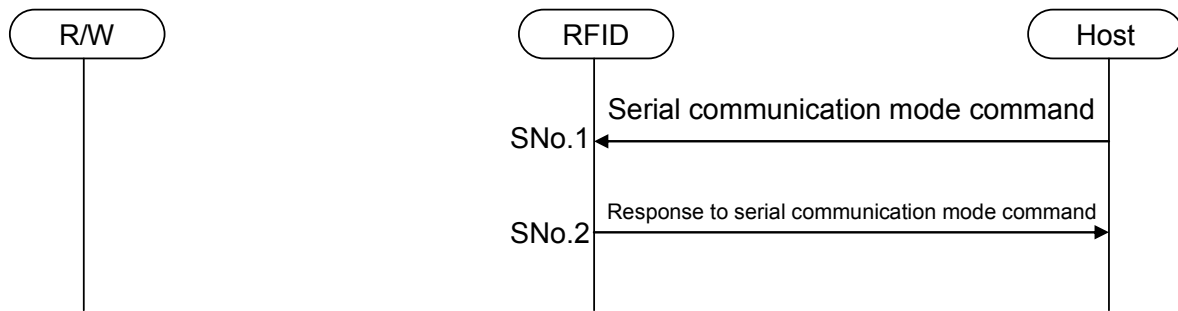 R/W
RFID
Host
Serial communication mode command
SNo.1
Response to serial communication mode command
SNo.2